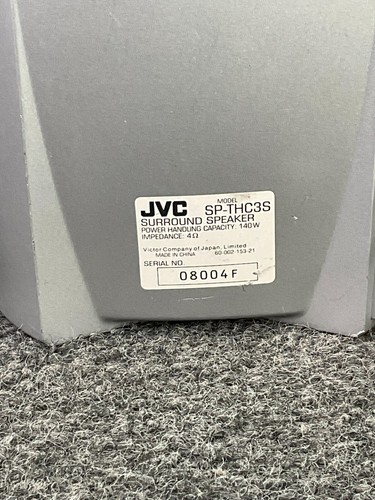 MODEL
JVC SP-THC3S
SURROUND SPEAKER
POWER HANDLING CAPACITY: 140W
IMPEDANCE: 4Ω
Victor Company of Japan, Limited
MADE IN CHINA 60-002-153-21
SERIAL NO.
08004F